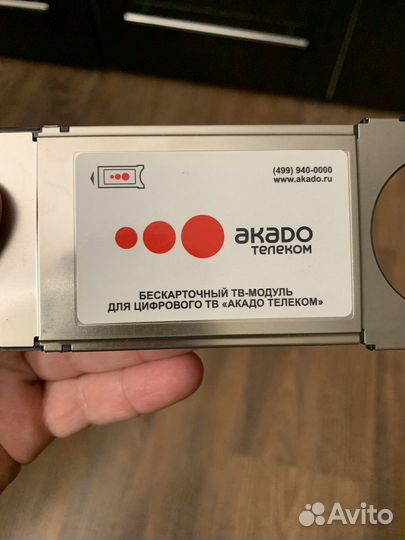 (499) 940-0000
www.akado.ru
акадо
телеком
БЕСКАРТОЧНЫЙ ТВ-МОДУЛЬ
ДЛЯ ЦИФРОВОГО ТВ «АКАДО ТЕЛЕКОМ»
Avito